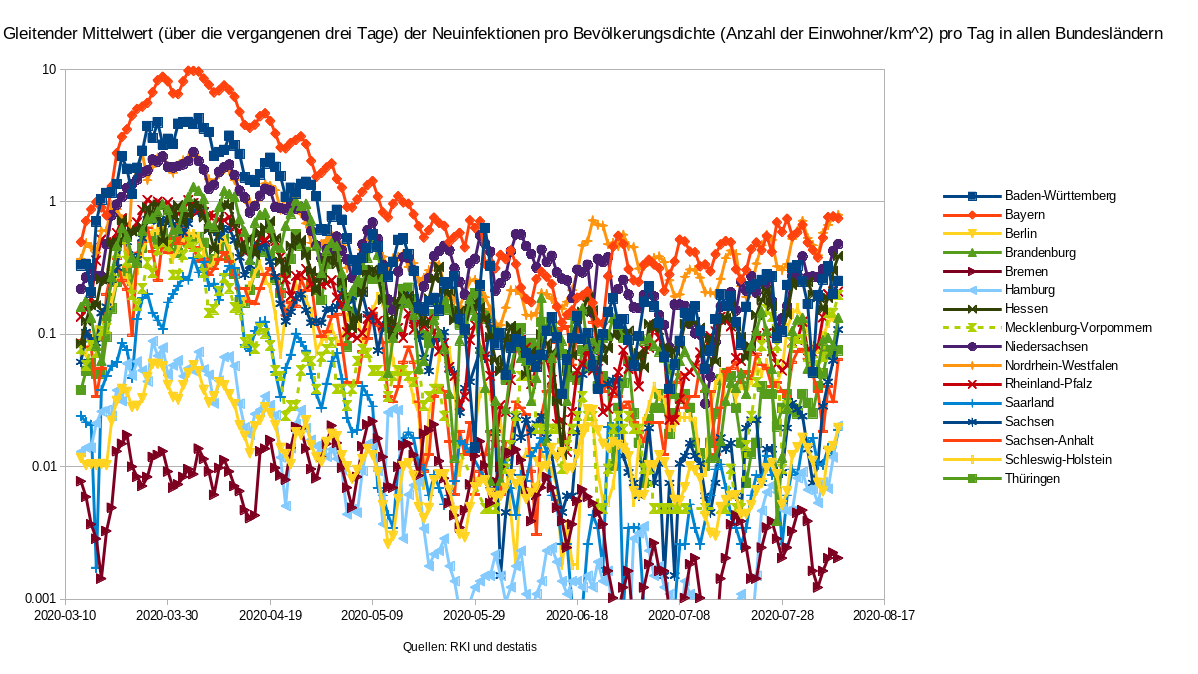 Gleitender Mittelwert (über die vergangenen drei Tage) der Neuinfektionen pro Bevölkerungsdichte (Anzahl der Einwohner/km^2) pro Tag in allen Bundesländern
10
1
0.1
0.01
0.001
2020-03-10 2020-03-30 2020-04-19 2020-05-09 2020-05-29 2020-06-18 2020-07-08 2020-07-28 2020-08-17
Quellen: RKI und destatis
Baden-Württemberg
Bayern
Berlin
Brandenburg
Bremen
Hamburg
Hessen
Mecklenburg-Vorpommern
Niedersachsen
Nordrhein-Westfalen
Rheinland-Pfalz
Saarland
Sachsen
Sachsen-Anhalt
Schleswig-Holstein
Thüringen